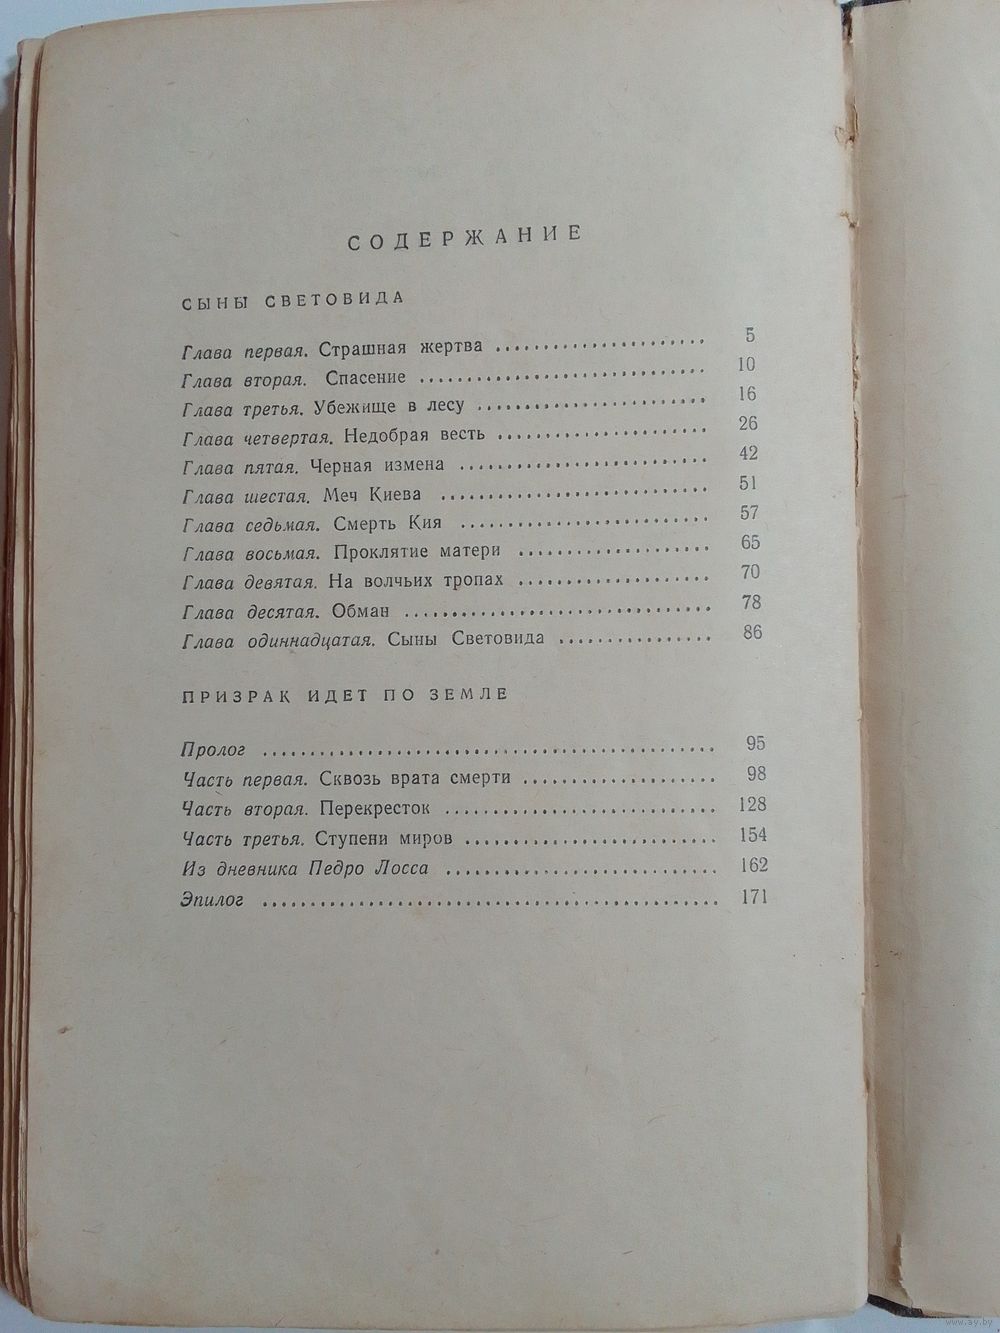 СОДЕРЖАНИЕ
СЫНЫ СВЕТОВИДА
Глава первая. Страшная жертва ...................... 5
Глава вторая. Спасение ............................. 10
Глава третья. Убежище в лесу ........................ 16
Глава четвертая. Недобрая весть ...................... 26
Глава пятая. Черная измена .......................... 42
Глава шестая. Меч Киева ............................ 51
Глава седьмая. Смерть Кия .......................... 57
Глава восьмая. Проклятие матери .................... 65
Глава девятая. На волчьих тропах .................... 70
Глава десятая. Обман ................................ 78
Глава одиннадцатая. Сыны Световида ................ 86
ПРИЗРАК ИДЕТ ПО ЗЕМЛЕ
Пролог ................................................ 95
Часть первая. Сквозь врата смерти .................... 98
Часть вторая. Перекресток ............................ 128
Часть третья. Ступени миров .......................... 154
Из дневника Педро Лосса ............................ 162
Эпилог ................................................ 171
www.ay.by